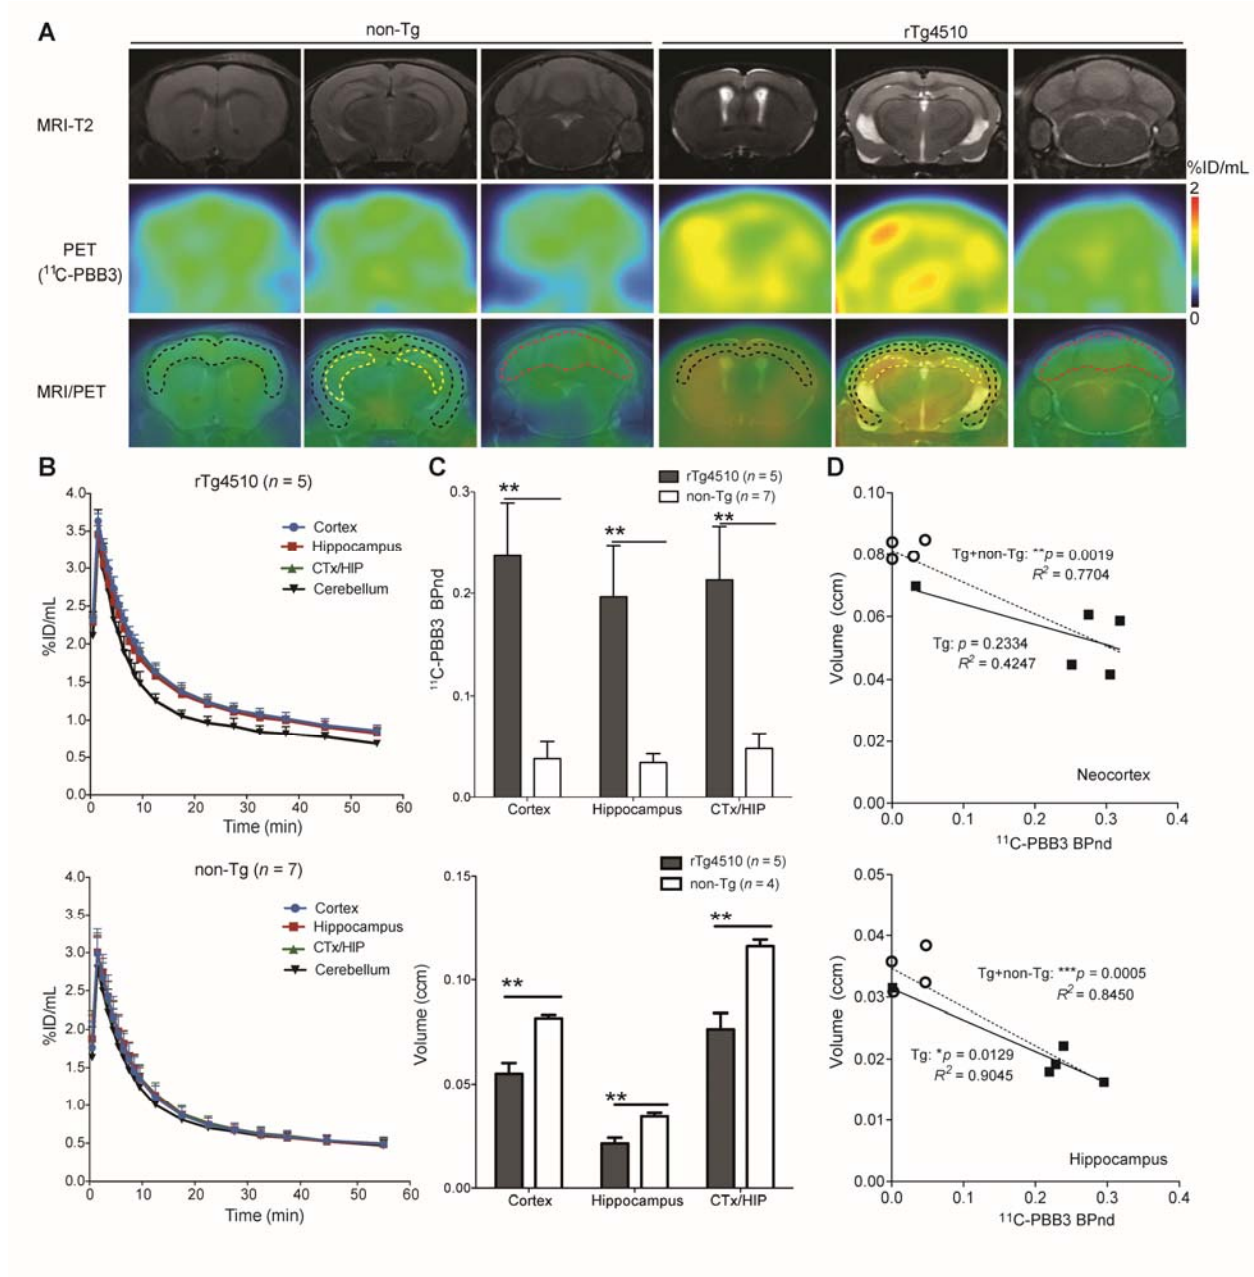 A
non-Tg
rTg4510
MRI-T2
%ID/mL
2
PET
(¹¹C-PBB3)
0
MRI/PET
B
rTg4510 (n = 5)
4.0
3.5
3.0
2.5
2.0
1.5
1.0
0.5
0.0
%ID/mL
Cortex
Hippocampus
CTx/HIP
Cerebellum
0 10 20 30 40 50 60
Time (min)
non-Tg (n = 7)
4.0
3.5
3.0
2.5
2.0
1.5
1.0
0.5
0.0
%ID/mL
Cortex
Hippocampus
CTx/HIP
Cerebellum
0 10 20 30 40 50 60
Time (min)
C
rTg4510 (n = 5)
non-Tg (n = 7)
0.3
0.2
0.1
0.0
¹¹C-PBB3 BPnd
**
**
**
Cortex Hippocampus CTx/HIP
rTg4510 (n = 5)
non-Tg (n = 4)
0.15
0.10
0.05
0.00
Volume (ccm)
**
**
**
Cortex Hippocampus CTx/HIP
D
0.10
0.08
0.06
0.04
0.02
0.00
Volume (ccm)
Tg+non-Tg: **p = 0.0019
R² = 0.7704
Tg: p = 0.2334
R² = 0.4247
Neocortex
0.0 0.1 0.2 0.3 0.4
¹¹C-PBB3 BPnd
0.05
0.04
0.03
0.02
0.01
0.00
Volume (ccm)
Tg+non-Tg: ***p = 0.0005
R² = 0.8450
Tg: *p = 0.0129
R² = 0.9045
Hippocampus
0.0 0.1 0.2 0.3 0.4
¹¹C-PBB3 BPnd